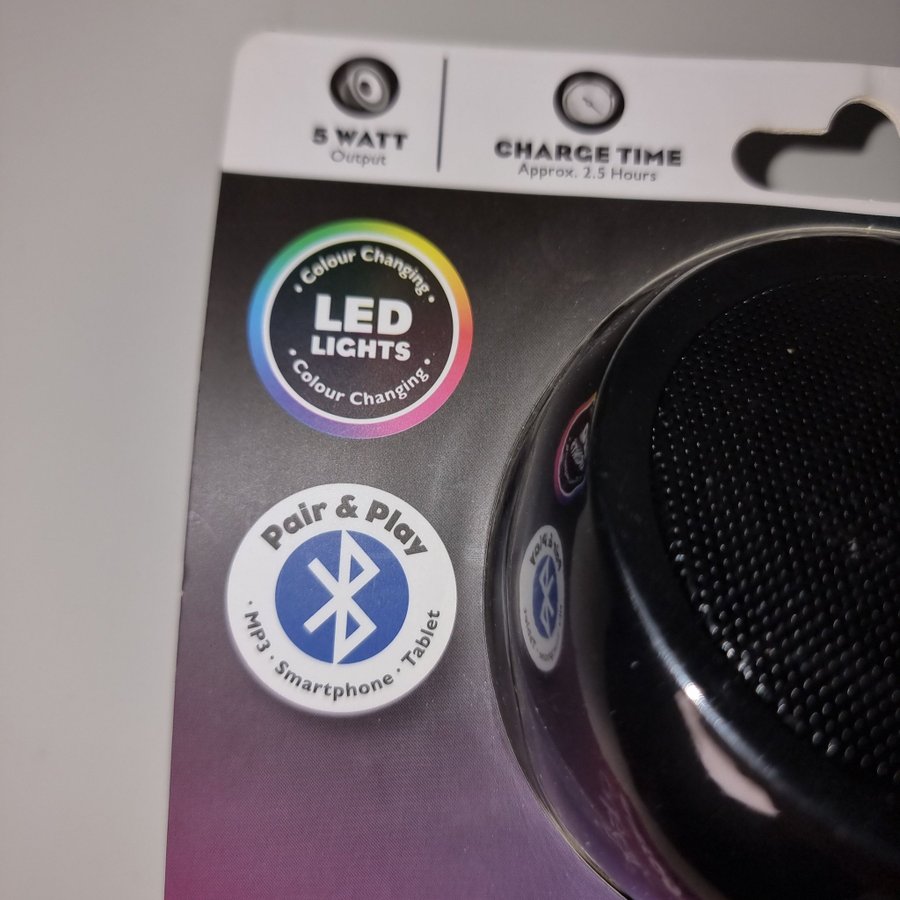 5 WATT
Output
CHARGE TIME
Approx. 2.5 Hours
• Colour Changing •
LED
LIGHTS
• Colour Changing •
Pair & Play
· MP3 · Smartphone · Tablet